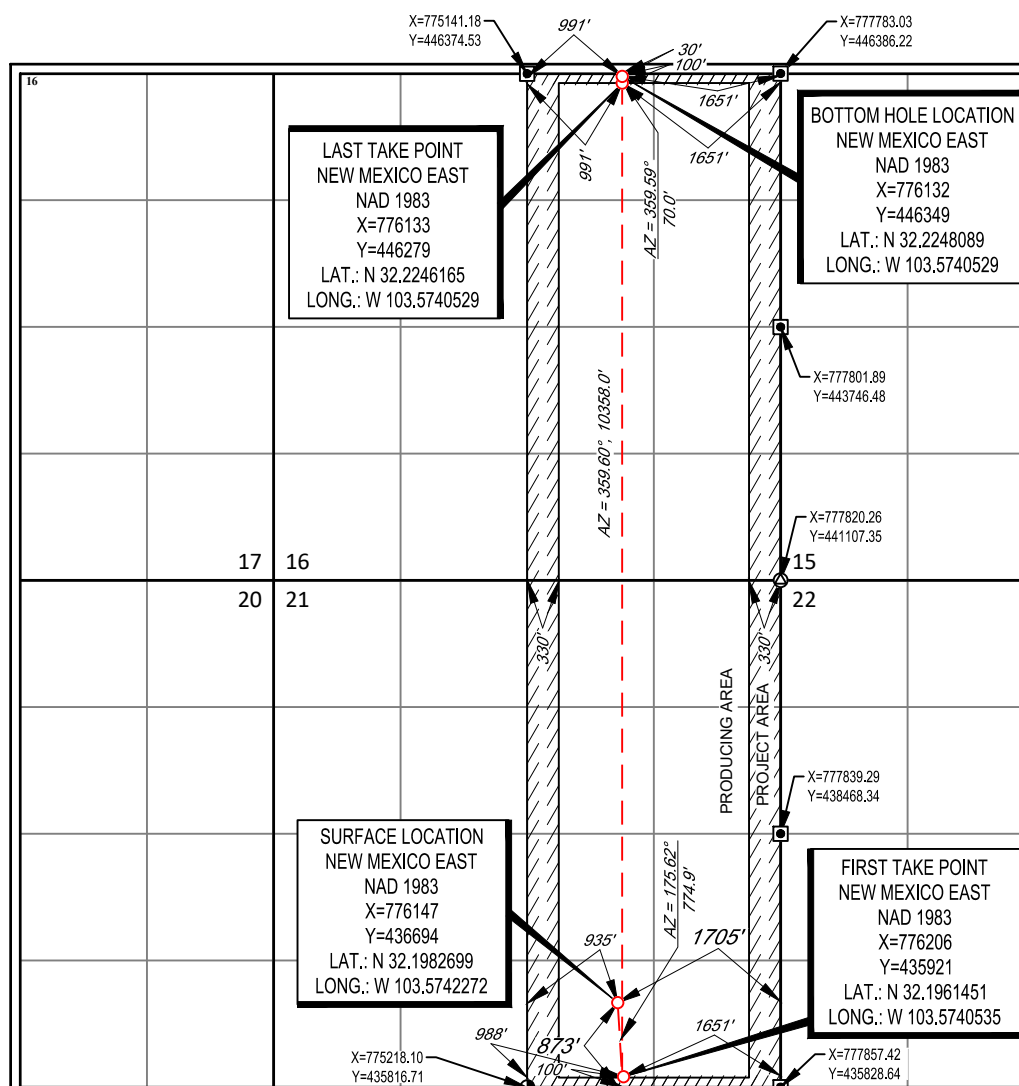 X=775141.18
Y=446374.53
991'
30'
100'
1651'
X=777783.03
Y=446386.22
16
LAST TAKE POINT
NEW MEXICO EAST
NAD 1983
X=776133
Y=446279
LAT.: N 32.2246165
LONG.: W 103.5740529
991'
1651'
AZ = 359.59°
70.0'
BOTTOM HOLE LOCATION
NEW MEXICO EAST
NAD 1983
X=776132
Y=446349
LAT.: N 32.2248089
LONG.: W 103.5740529
X=777801.89
Y=443746.48
AZ = 359.60°, 10358.0'
X=777820.26
Y=441107.35
17 16
15
20 21
22
330'
330'
PRODUCING AREA
PROJECT AREA
X=777839.29
Y=438468.34
SURFACE LOCATION
NEW MEXICO EAST
NAD 1983
X=776147
Y=436694
LAT.: N 32.1982699
LONG.: W 103.5742272
935'
AZ = 175.62°
774.9'
1705'
FIRST TAKE POINT
NEW MEXICO EAST
NAD 1983
X=776206
Y=435921
LAT.: N 32.1961451
LONG.: W 103.5740535
988'
873'
100'
1651'
X=775218.10
Y=435816.71
X=777857.42
Y=435828.64